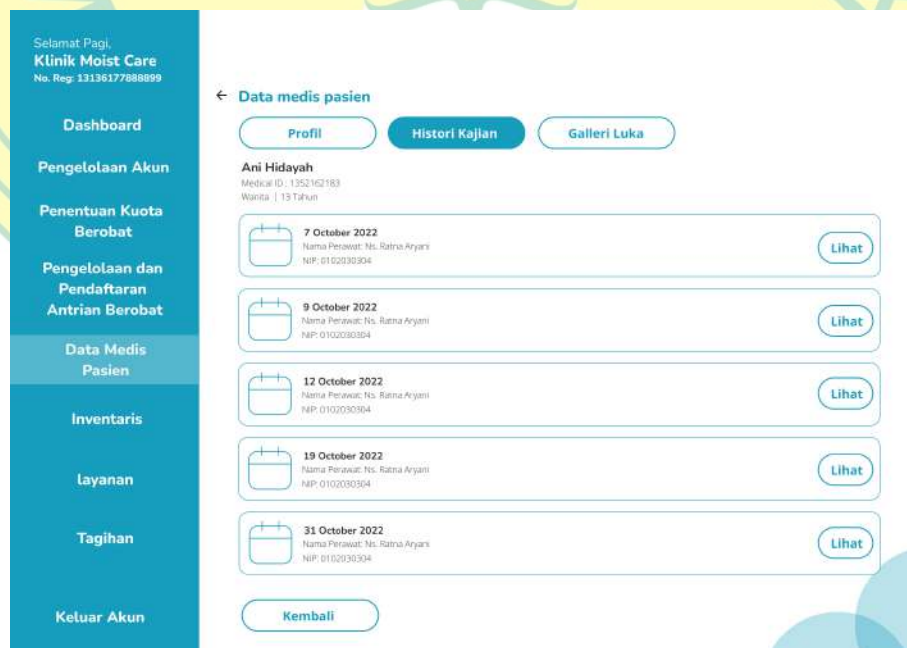 Selamat Pagi,
Klinik Moist Care
No. Reg: 13136177888899
Dashboard
Pengelolaan Akun
Penentuan Kuota
Berobat
Pengelolaan dan
Pendaftaran
Antrian Berobat
Data Medis
Pasien
Inventaris
layanan
Tagihan
Keluar Akun
← Data medis pasien
Profil
Histori Kajian
Galleri Luka
Ani Hidayah
Medical ID : 1352162183
Wanita | 13 Tahun
7 October 2022
Nama Perawat: Ns. Ratna Aryani
NIP: 0102030304
Lihat
9 October 2022
Nama Perawat: Ns. Ratna Aryani
NIP: 0102030304
Lihat
12 October 2022
Nama Perawat: Ns. Ratna Aryani
NIP: 0102030304
Lihat
19 October 2022
Nama Perawat: Ns. Ratna Aryani
NIP: 0102030304
Lihat
31 October 2022
Nama Perawat: Ns. Ratna Aryani
NIP: 0102030304
Lihat
Kembali